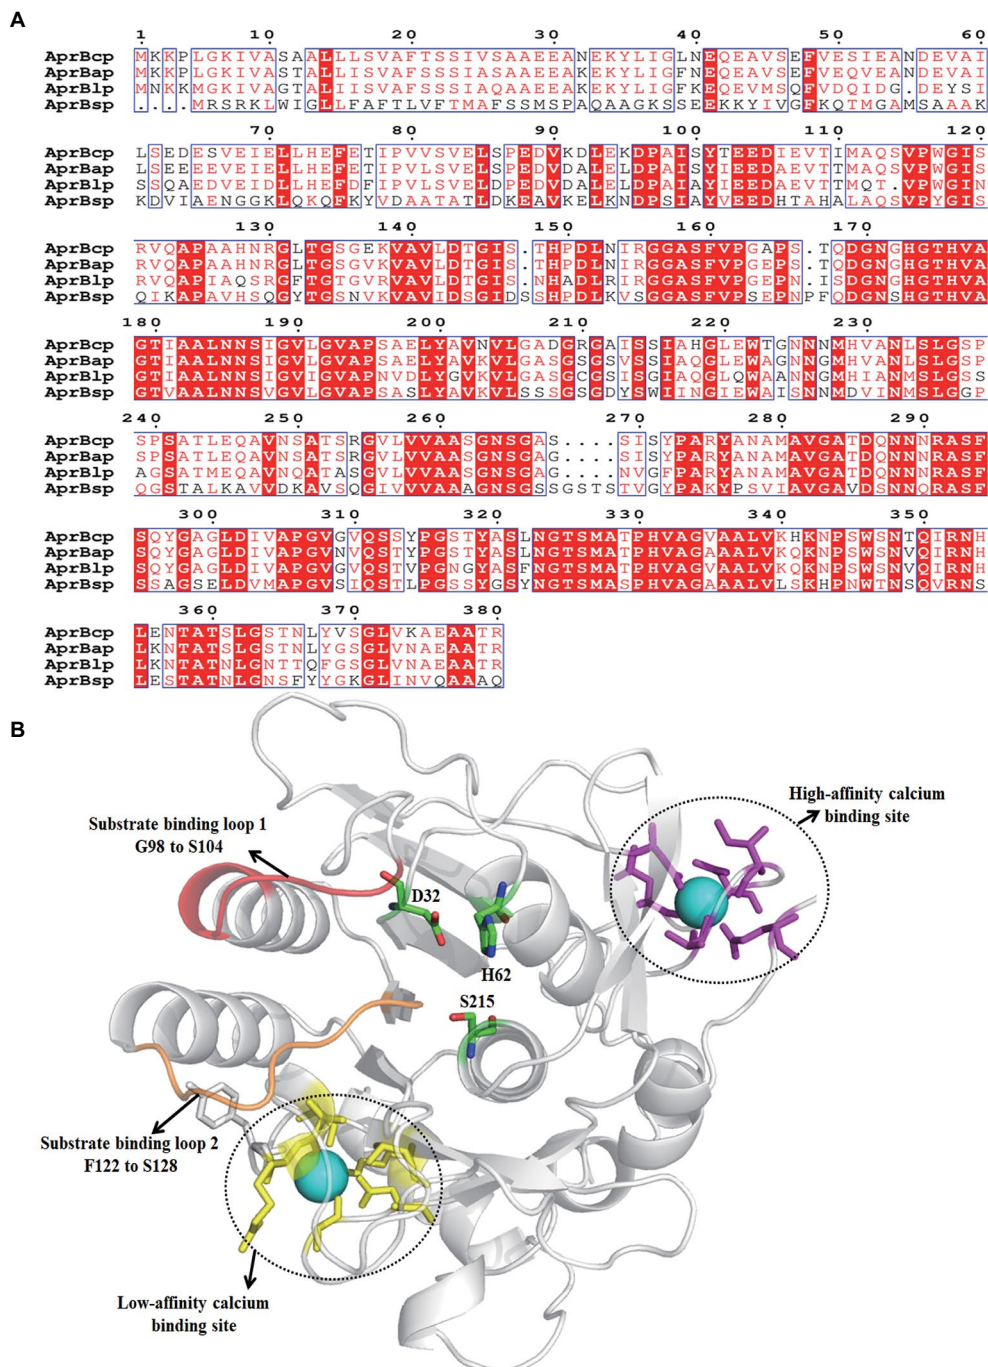 A
1 10 20 30 40 50 60
AprBcp MKKPLGKIVASAALLLSVAFTSSIVSAAEEANEKYLIGLNEQEAVSEFVESIEANDEVAI
AprBap MKKPLGKIVASTALLISVAFSSSIASAAEEAKEKYLIGFNEQEAVSEFVEQVEANDEVAI
AprBlp MNKKMGKIVAGTALLISVAFSSSIAQAAEEAKEKYLIGFKEQEVMSQFVDQIDG.DEYSI
AprBsp ...MRSRKLWIGLLFAFTLVFTMAFSSMSPAQAAGKSSEEKKYIVGFKQTMGAMSAAAK
70 80 90 100 110 120
AprBcp LSEDESVEIELLHEFETIPVVSVELSPEDVKDLEKDPAISYTEEDIEVTTIMAQSVPWGIS
AprBap LSEEEEVEIELLHEFETIPVLSVELSPEDVDALELDPAISYIEEDAEVTTMAQSVPWGIS
AprBlp SSQAEDVEIDLLHEFDFIPVLSVELDPEDVDALELDPAIAYIEEDAEVTTMQT.VPWGIN
AprBsp KDVIAENGGKLQKQFKYVDAATATLDKEAVKELKNDPSIAYVEEDHTAHALAQSVPYGIS
130 140 150 160 170
AprBcp RVQAPAAHNRGLTGSGEKVAVLDTGIS.THPDLNIRGGASFVPGAPS.TQDGNGHGTHVA
AprBap RVQAPAAHNRGLTGSGVKVAVLDTGIS.THPDLNIRGGASFVPGEPS.TQDGNGHGTHVA
AprBlp RVQAPIAQSRGFTGTGVRVAVLDTGIS.NHADLRIRGGASFVPGEPN.IQDGNGHGTHVA
AprBsp QIKAPAVHSQGYTGSNVKVAVIDSGIDSSHPDLKVSGGASFVPSEPNPFQDGNSHGTHVA
180 190 200 210 220 230
AprBcp GTIAALNNSIGVLGVAPSAELYAVNVLGADGRGAISSIAHGLEWTGNNNMHVANLSLGSP
AprBap GTIAALNNSIGVLGVAPSAELYAVKVLGASGSGSVSSIAQGLEWAGNNGMHVANLSLGSP
AprBlp GTIAALNNSIGVIGVAPNVDLYGVKVLGASGCGSISGIAQGLQWAANNGMHIANMSLGSS
AprBsp GTVAALNNSVGVLGVAPSASLYAVKVLSSSGSGDYSWIINGIEWAISNNMDVINMSLGGP
240 250 260 270 280 290
AprBcp SPSATLEQAVNSATSRGVLVVAASGNSGAS....SISYPARYANAMAVGATDQNNNRASF
AprBap SPSATLEQAVNSATSRGVLVVAASGNSGAG....SISYPARYANAMAVGATDQNNNRASF
AprBlp AGSATMEQAVNQATASGVLVVAASGNSGAG....NVGFPARYANAMAVGATDQNNNRASF
AprBsp QGSTALKAVVDKAVSQGIVVVAAAGNSGSSGSTSTVGYPAKYPSVIAVGAVDSNNQRASF
300 310 320 330 340 350
AprBcp SQYGAGLDIVAPGVGVQSSYPGSTYASLNGTSMATPHVAGVAALVKHKNPSWSNTQIRNH
AprBap SQYGAGLDIVAPGVNVQSTYPGSTYASLNGTSMATPHVAGVAALVKQKNPSWSNTQIRNH
AprBlp SQYGAGLDIVAPGVGVQSTVPGSTYASFNGTSMATPHVAGVAALVKQKNPSWSNVQIRNH
AprBsp SSAGSELDVMAPGVSIQSTLPGSSYGSYNGTSMASPHVAGAAALVLSKHPNWTNSQVRNS
360 370 380
AprBcp LENTATSLGSTNLYVSGLVKAEAATR
AprBap LKNTATSLGSTNLYGSGLVNAEAATR
AprBlp LKNTATNLGNTTQFGSGLVNAEAATR
AprBsp LESTATNLGNSFYYGKGLINVQAAAQ
B
High-affinity calcium
binding site
Substrate binding loop 1
G98 to S104
D32
H62
S215
Substrate binding loop 2
F122 to S128
Low-affinity calcium
binding site